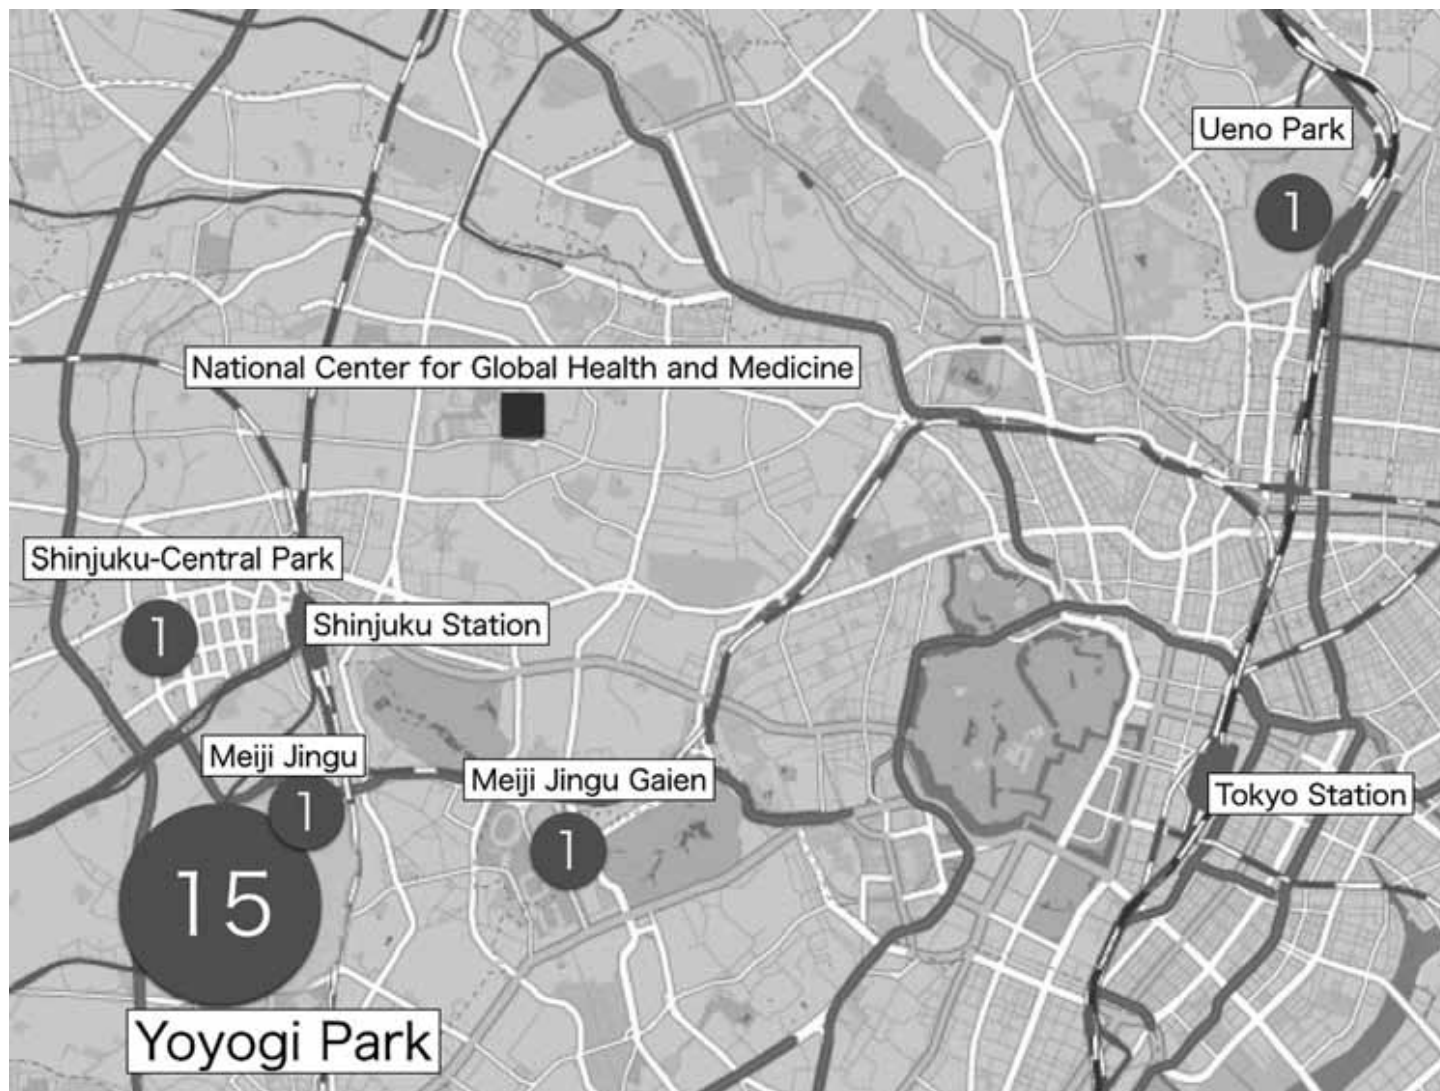 Ueno Park
1
National Center for Global Health and Medicine
Shinjuku-Central Park
1
Shinjuku Station
Meiji Jingu
1
Meiji Jingu Gaien
1
Tokyo Station
15
Yoyogi Park